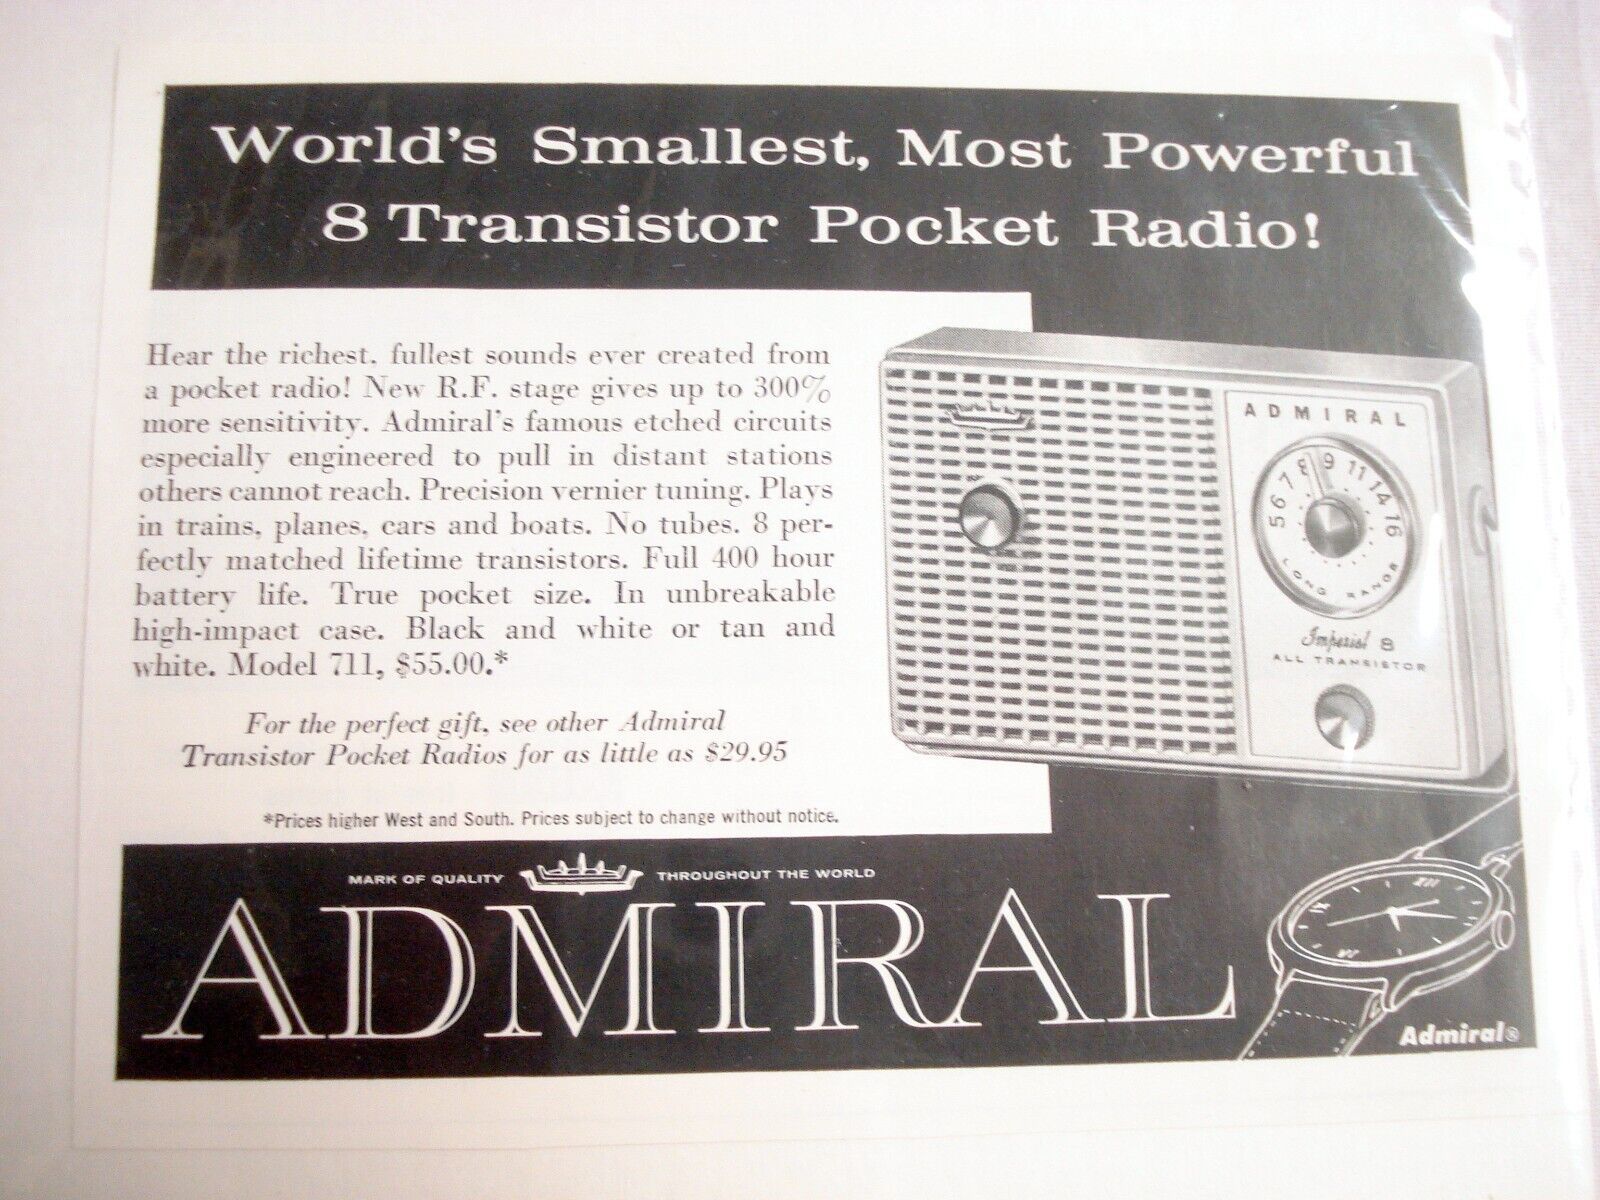 World's Smallest, Most Powerful
8 Transistor Pocket Radio!
Hear the richest, fullest sounds ever created from
a pocket radio! New R.F. stage gives up to 300%
more sensitivity. Admiral's famous etched circuits
especially engineered to pull in distant stations
others cannot reach. Precision vernier tuning. Plays
in trains, planes, cars and boats. No tubes. 8 per-
fectly matched lifetime transistors. Full 400 hour
battery life. True pocket size. In unbreakable
high-impact case. Black and white or tan and
white. Model 711, $55.00.*
For the perfect gift, see other Admiral
Transistor Pocket Radios for as little as $29.95
*Prices higher West and South. Prices subject to change without notice.
ADMIRAL
5 6 7 8 9 11 14 16
LONG RANGE
Imperial 8
ALL TRANSISTOR
MARK OF QUALITY THROUGHOUT THE WORLD
ADMIRAL
XII
IX
VI
Admiral®